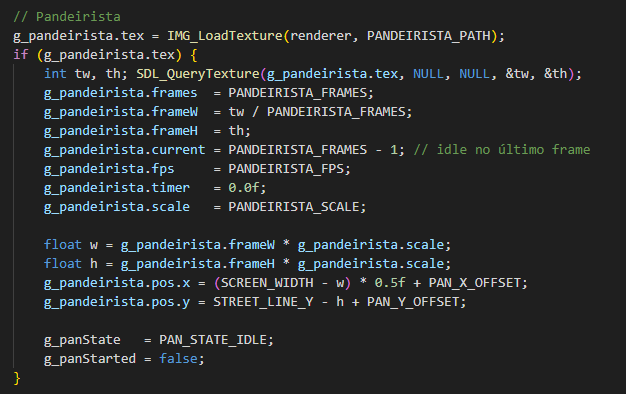 // Pandeirista
g_pandeirista.tex = IMG_LoadTexture(renderer, PANDEIRISTA_PATH);
if (g_pandeirista.tex) {
    int tw, th; SDL_QueryTexture(g_pandeirista.tex, NULL, NULL, &tw, &th);
    g_pandeirista.frames  = PANDEIRISTA_FRAMES;
    g_pandeirista.frameW  = tw / PANDEIRISTA_FRAMES;
    g_pandeirista.frameH  = th;
    g_pandeirista.current = PANDEIRISTA_FRAMES - 1; // idle no último frame
    g_pandeirista.fps     = PANDEIRISTA_FPS;
    g_pandeirista.timer   = 0.0f;
    g_pandeirista.scale   = PANDEIRISTA_SCALE;

    float w = g_pandeirista.frameW * g_pandeirista.scale;
    float h = g_pandeirista.frameH * g_pandeirista.scale;
    g_pandeirista.pos.x = (SCREEN_WIDTH - w) * 0.5f + PAN_X_OFFSET;
    g_pandeirista.pos.y = STREET_LINE_Y - h + PAN_Y_OFFSET;

    g_panState   = PAN_STATE_IDLE;
    g_panStarted = false;
}